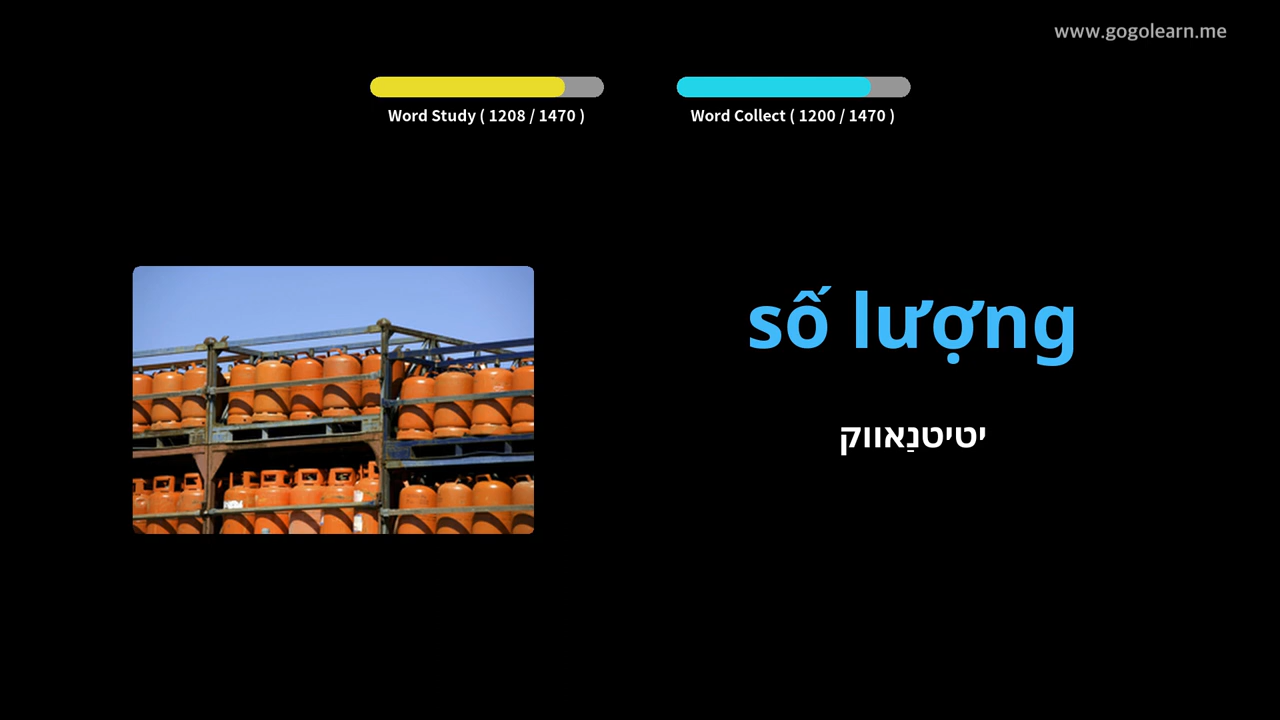 www.gogolearn.me
Word Study ( 1208 / 1470 )
Word Collect ( 1200 / 1470 )
số lượng
יטיטנַאווק